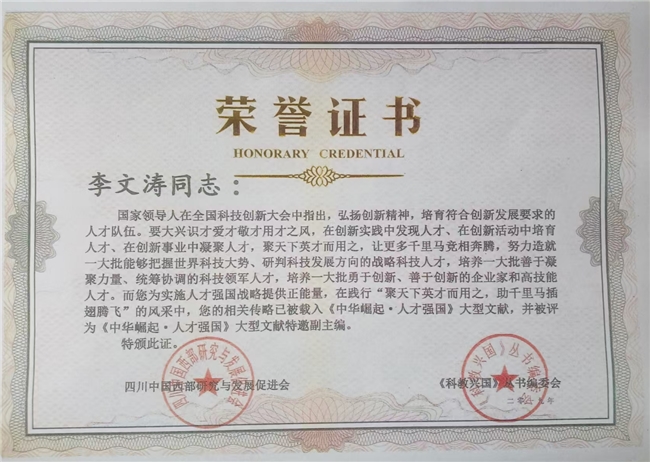 荣誉证书
HONORARY CREDENTIAL
李文涛同志：
国家领导人在全国科技创新大会中指出，弘扬创新精神，培育符合创新发展要求的
人才队伍。要大兴识才爱才敬才用才之风，在创新实践中发现人才、在创新活动中培育
人才、在创新事业中凝聚人才，聚天下英才而用之，让更多千里马竞相奔腾，努力造就
一大批能够把握世界科技大势、研判科技发展方向的战略科技人才，培养一大批善于凝
聚力量、统筹协调的科技领军人才，培养一大批勇于创新、善于创新的企业家和高技能
人才。而您为实施人才强国战略提供正能量，在践行“聚天下英才而用之，助千里马插
翅腾飞”的风采中，您的相关传略已被载入《中华崛起·人才强国》大型文献，并被评
为《中华崛起·人才强国》大型文献特邀副主编。
特颁此证。
四川中国西部研究与发展促进会
《科教兴国》丛书编委会